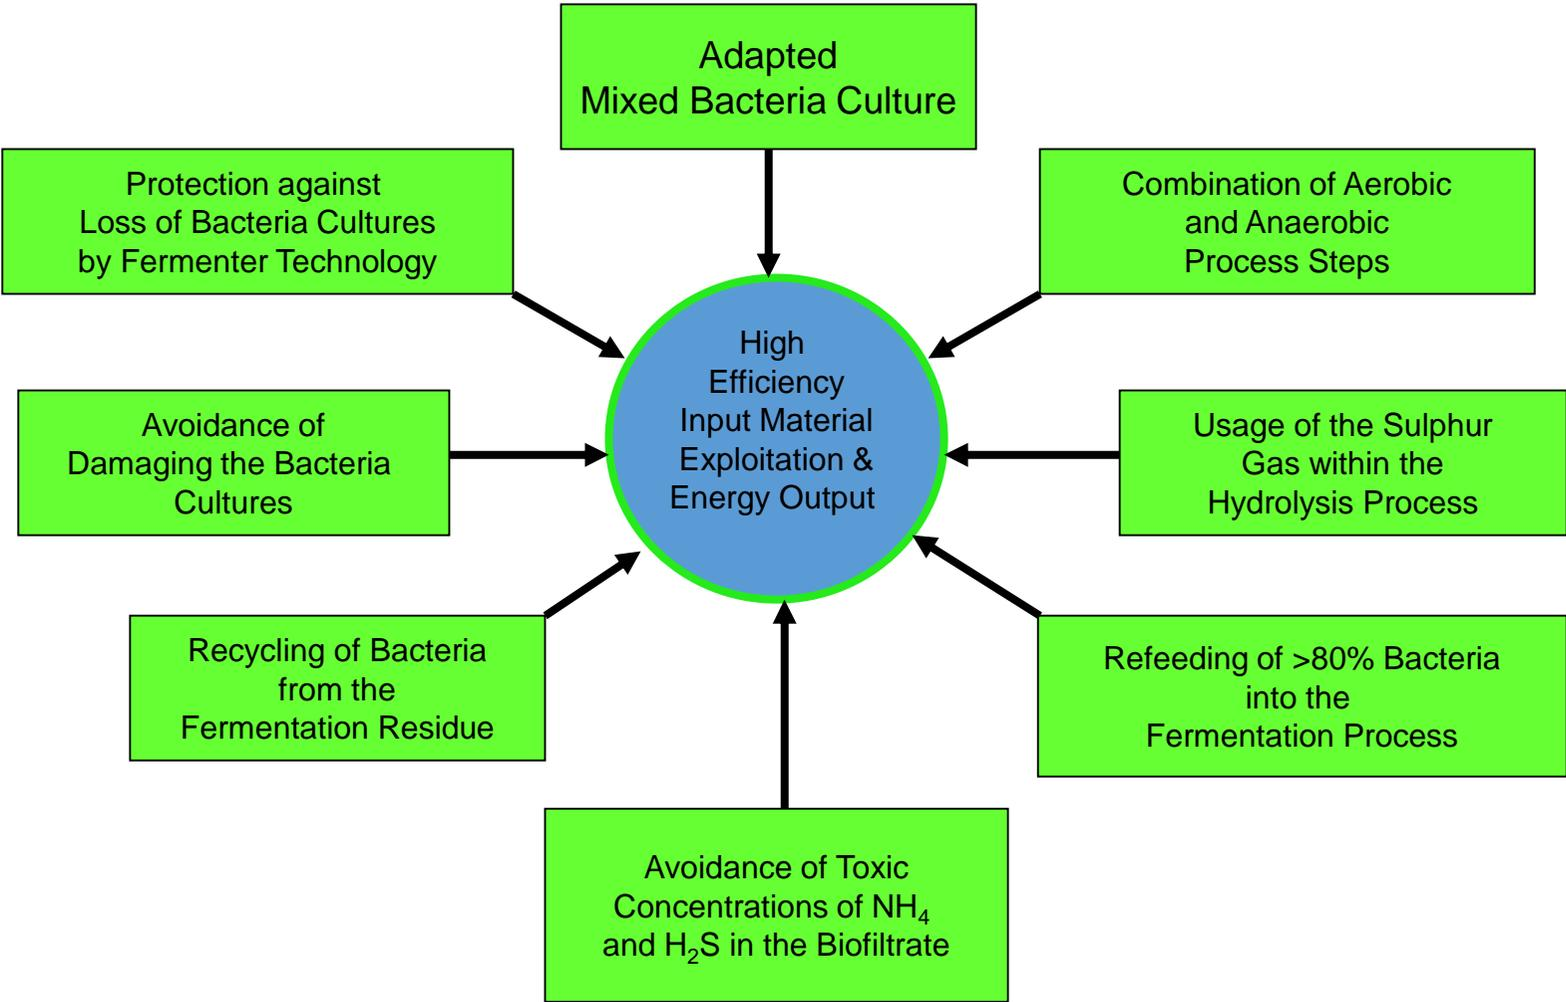 Adapted
Mixed Bacteria Culture
Protection against
Loss of Bacteria Cultures
by Fermenter Technology
Combination of Aerobic
and Anaerobic
Process Steps
High
Efficiency
Input Material
Exploitation &
Energy Output
Avoidance of
Damaging the Bacteria
Cultures
Usage of the Sulphur
Gas within the
Hydrolysis Process
Recycling of Bacteria
from the
Fermentation Residue
Refeeding of >80% Bacteria
into the
Fermentation Process
Avoidance of Toxic
Concentrations of NH₄
and H₂S in the Biofiltrate